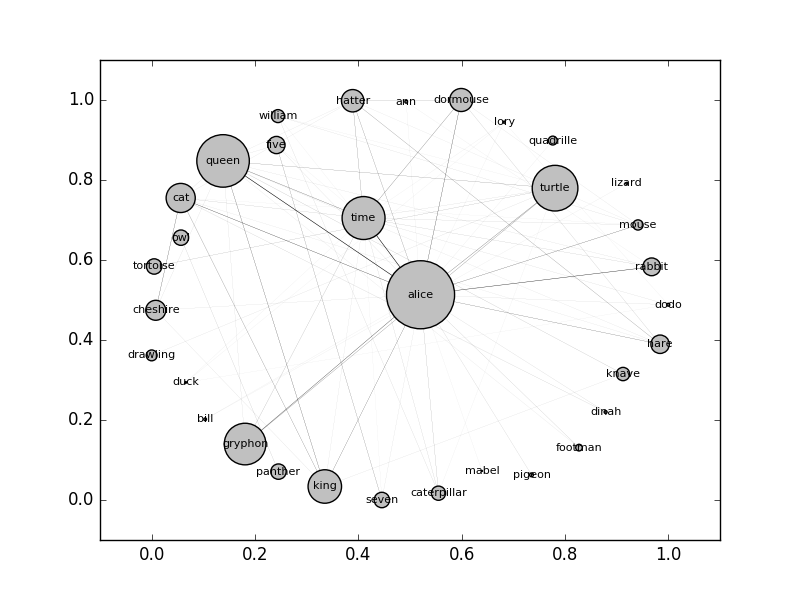 1.0
0.8
0.6
0.4
0.2
0.0
hatter
ann
dormouse
william
lory
five
quadrille
queen
turtle
lizard
cat
time
mouse
owl
tortoise
rabbit
alice
cheshire
dodo
hare
drawling
knave
duck
bill
dinah
gryphon
footman
panther
mabel
pigeon
king
seven
caterpillar
0.0 0.2 0.4 0.6 0.8 1.0